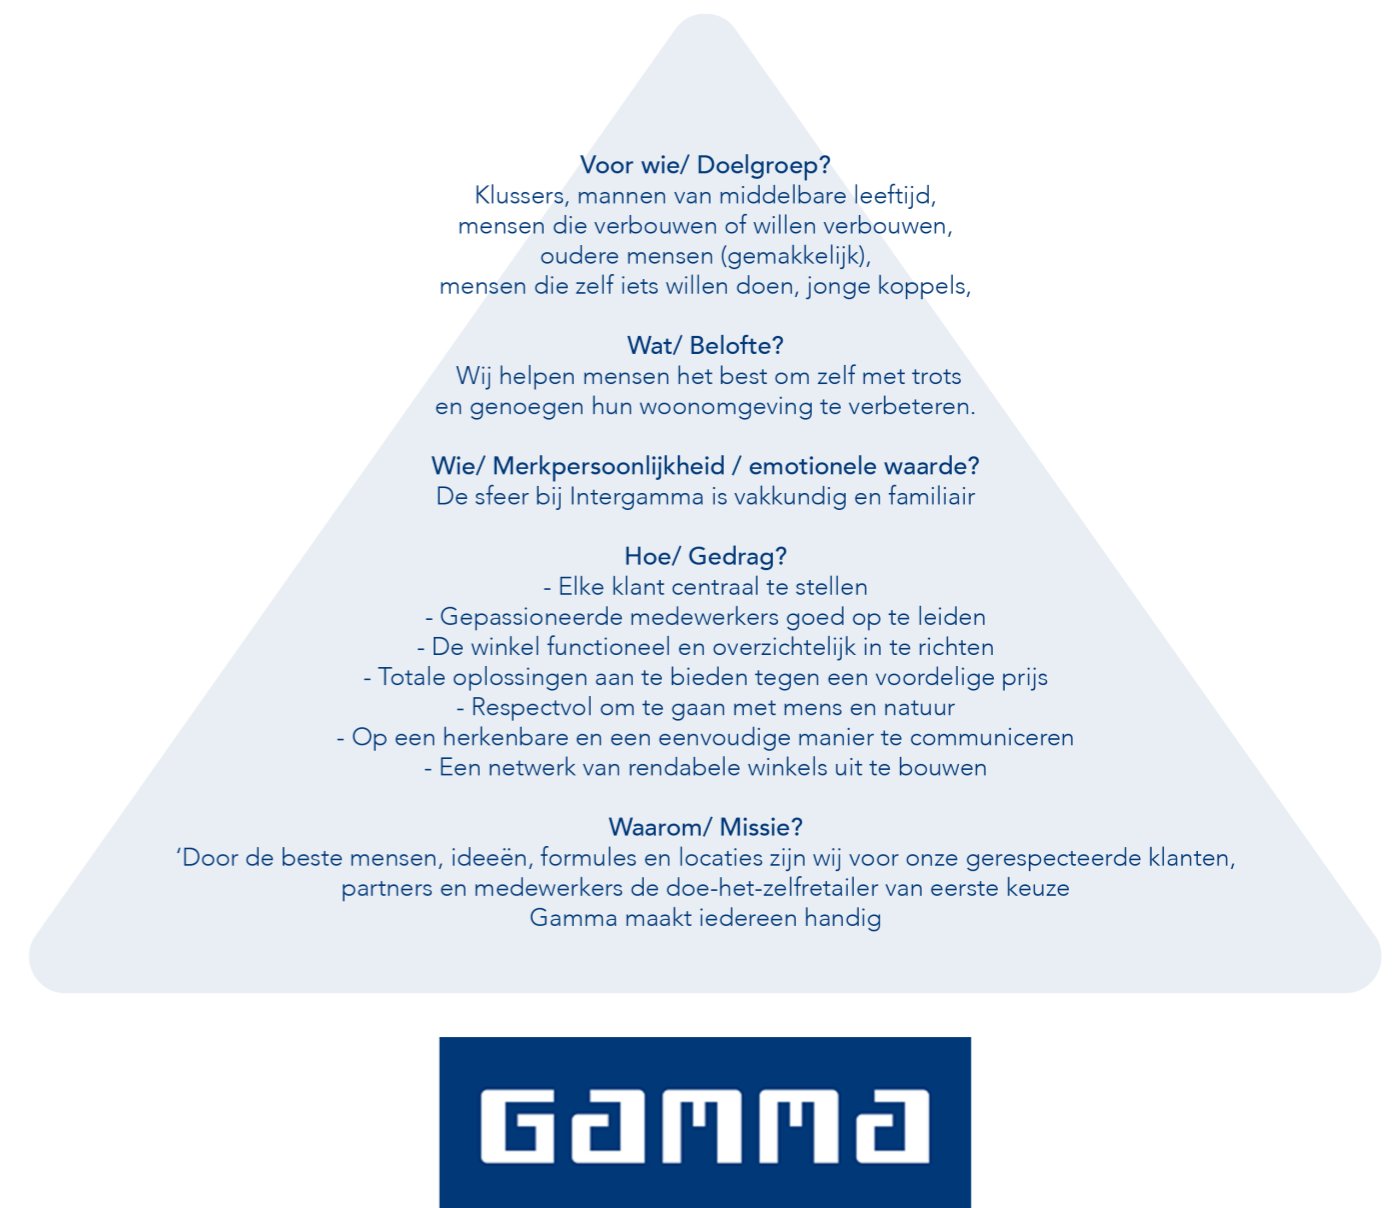 Voor wie/ Doelgroep?
Klussers, mannen van middelbare leeftijd,
mensen die verbouwen of willen verbouwen,
oudere mensen (gemakkelijk),
mensen die zelf iets willen doen, jonge koppels,
Wat/ Belofte?
Wij helpen mensen het best om zelf met trots
en genoegen hun woonomgeving te verbeteren.
Wie/ Merkpersoonlijkheid / emotionele waarde?
De sfeer bij Intergamma is vakkundig en familiair
Hoe/ Gedrag?
- Elke klant centraal te stellen
- Gepassioneerde medewerkers goed op te leiden
- De winkel functioneel en overzichtelijk in te richten
- Totale oplossingen aan te bieden tegen een voordelige prijs
- Respectvol om te gaan met mens en natuur
- Op een herkenbare en een eenvoudige manier te communiceren
- Een netwerk van rendabele winkels uit te bouwen
Waarom/ Missie?
‘Door de beste mensen, ideeën, formules en locaties zijn wij voor onze gerespecteerde klanten,
partners en medewerkers de doe-het-zelfretailer van eerste keuze
Gamma maakt iedereen handig
GAMMA